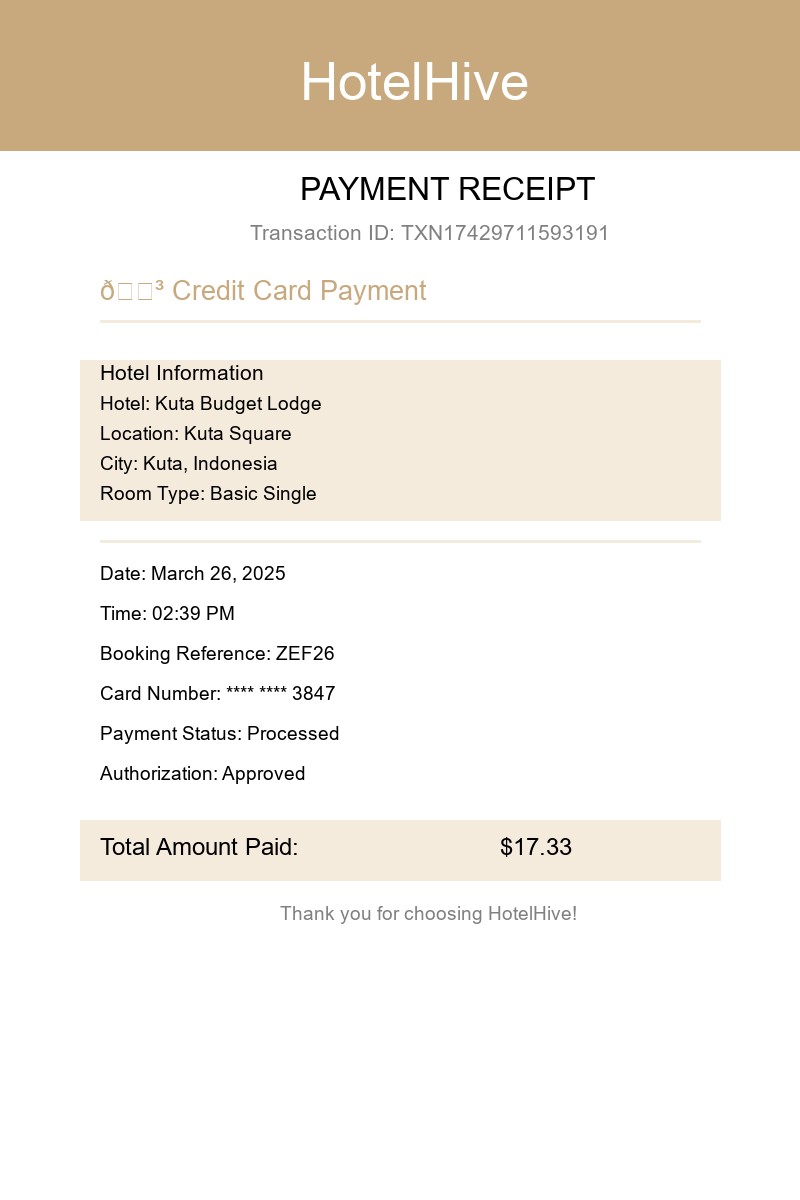 HotelHive
PAYMENT RECEIPT
Transaction ID: TXN17429711593191
ð□□³ Credit Card Payment
Hotel Information
Hotel: Kuta Budget Lodge
Location: Kuta Square
City: Kuta, Indonesia
Room Type: Basic Single
Date: March 26, 2025
Time: 02:39 PM
Booking Reference: ZEF26
Card Number: **** **** 3847
Payment Status: Processed
Authorization: Approved
Total Amount Paid: $17.33
Thank you for choosing HotelHive!